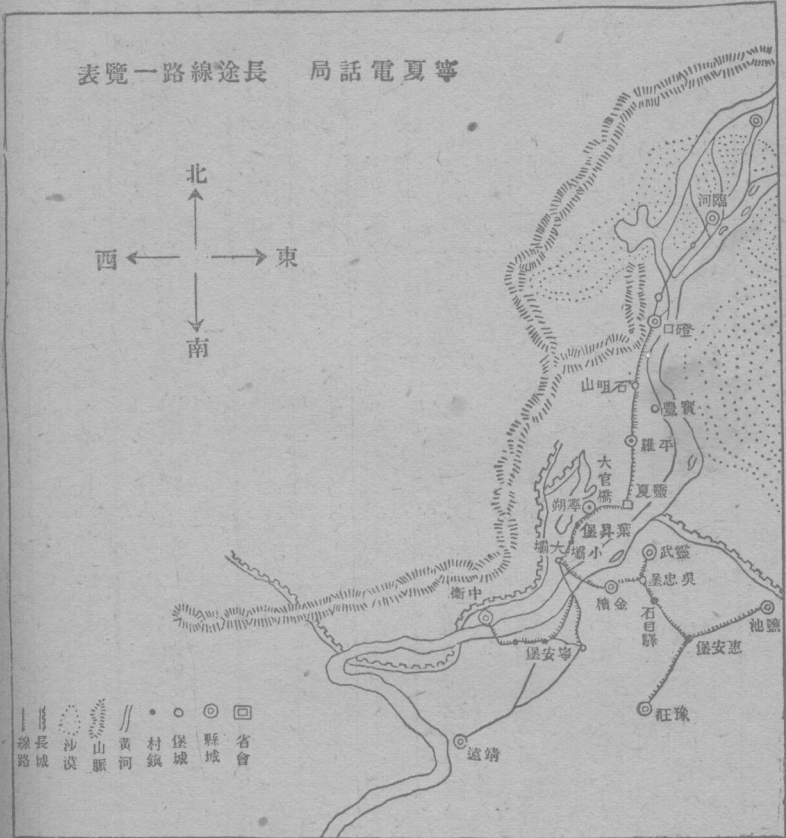 寧夏電話局 長途線路一覽表
北
西
東
南
臨河
磴口
石咀山
寶豐
平羅
大官橋
寧夏
寧朔
葉昇堡
小壩
大壩
靈武
吳忠堡
金積
鹽池
惠安堡
中衛
寧安堡
豫旺
靖遠
省會
縣城
堡城
村鎮
黃河
山脈
沙漠
長城
線路